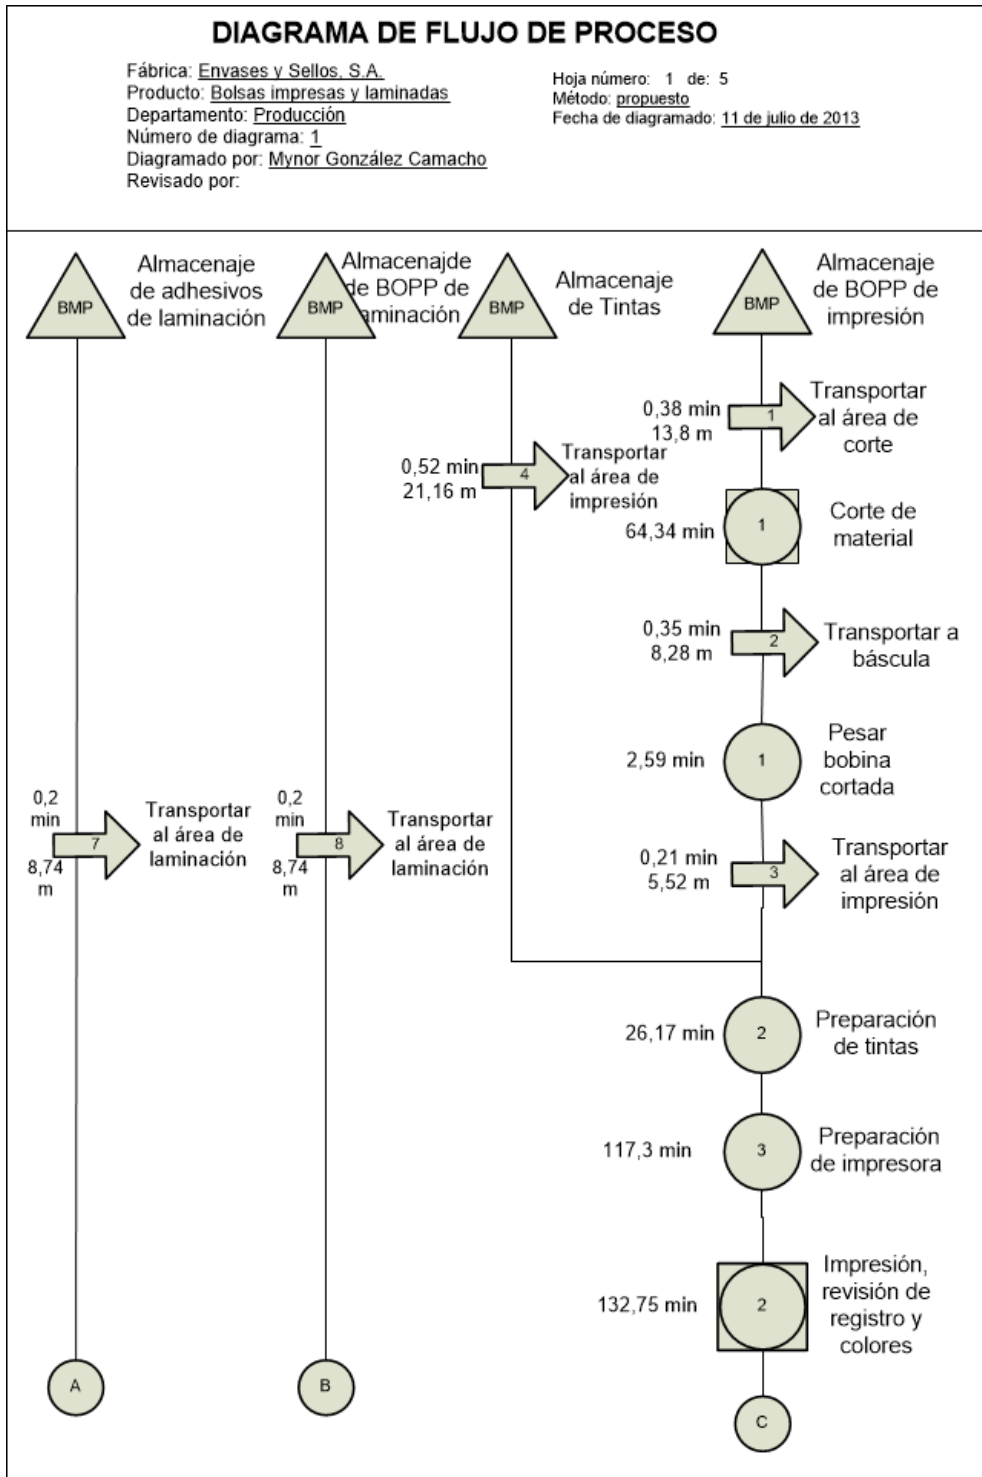 DIAGRAMA DE FLUJO DE PROCESO
Fábrica: Envases y Sellos, S.A.
Producto: Bolsas impresas y laminadas
Departamento: Producción
Número de diagrama: 1
Diagramado por: Mynor González Camacho
Revisado por:
Hoja número: 1 de: 5
Método: propuesto
Fecha de diagramado: 11 de julio de 2013
BMP
Almacenaje
de adhesivos
de laminación
BMP
Almacenajde
de BOPP de
laminación
BMP
Almacenaje
de Tintas
BMP
Almacenaje
de BOPP de
impresión
0,38 min
13,8 m
1
Transportar
al área de
corte
0,52 min
21,16 m
4
Transportar
al área de
impresión
64,34 min
1
Corte de
material
0,35 min
8,28 m
2
Transportar a
báscula
2,59 min
1
Pesar
bobina
cortada
0,2
min
8,74
m
7
Transportar
al área de
laminación
0,2
min
8,74
m
8
Transportar
al área de
laminación
0,21 min
5,52 m
3
Transportar
al área de
impresión
26,17 min
2
Preparación
de tintas
117,3 min
3
Preparación
de impresora
132,75 min
2
Impresión,
revisión de
registro y
colores
A
B
C